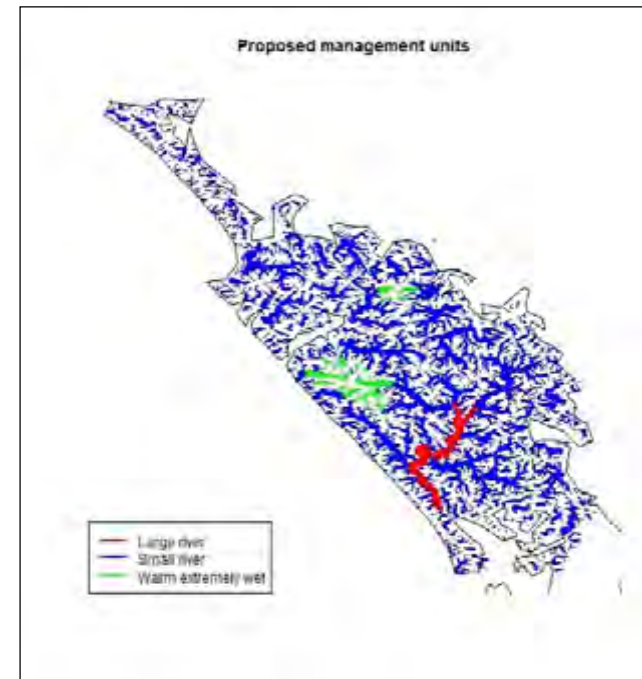 Proposed management units
Large river
Small river
Warm extremely wet